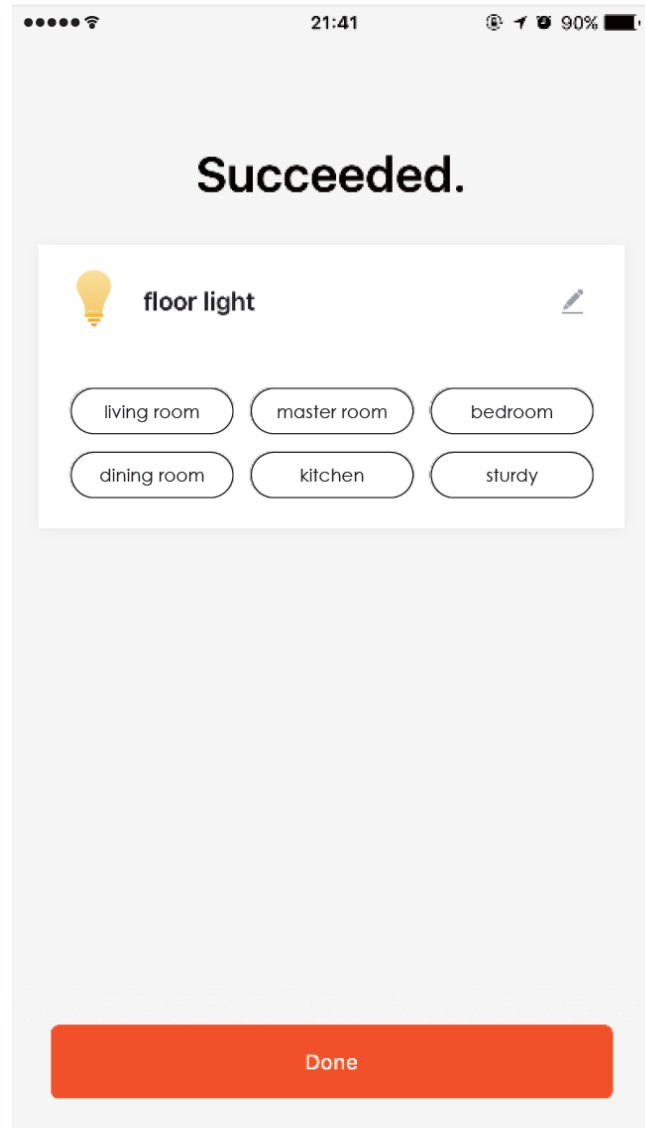 21:41 90%
Succeeded.
floor light
living room master room bedroom
dining room kitchen sturdy
Done